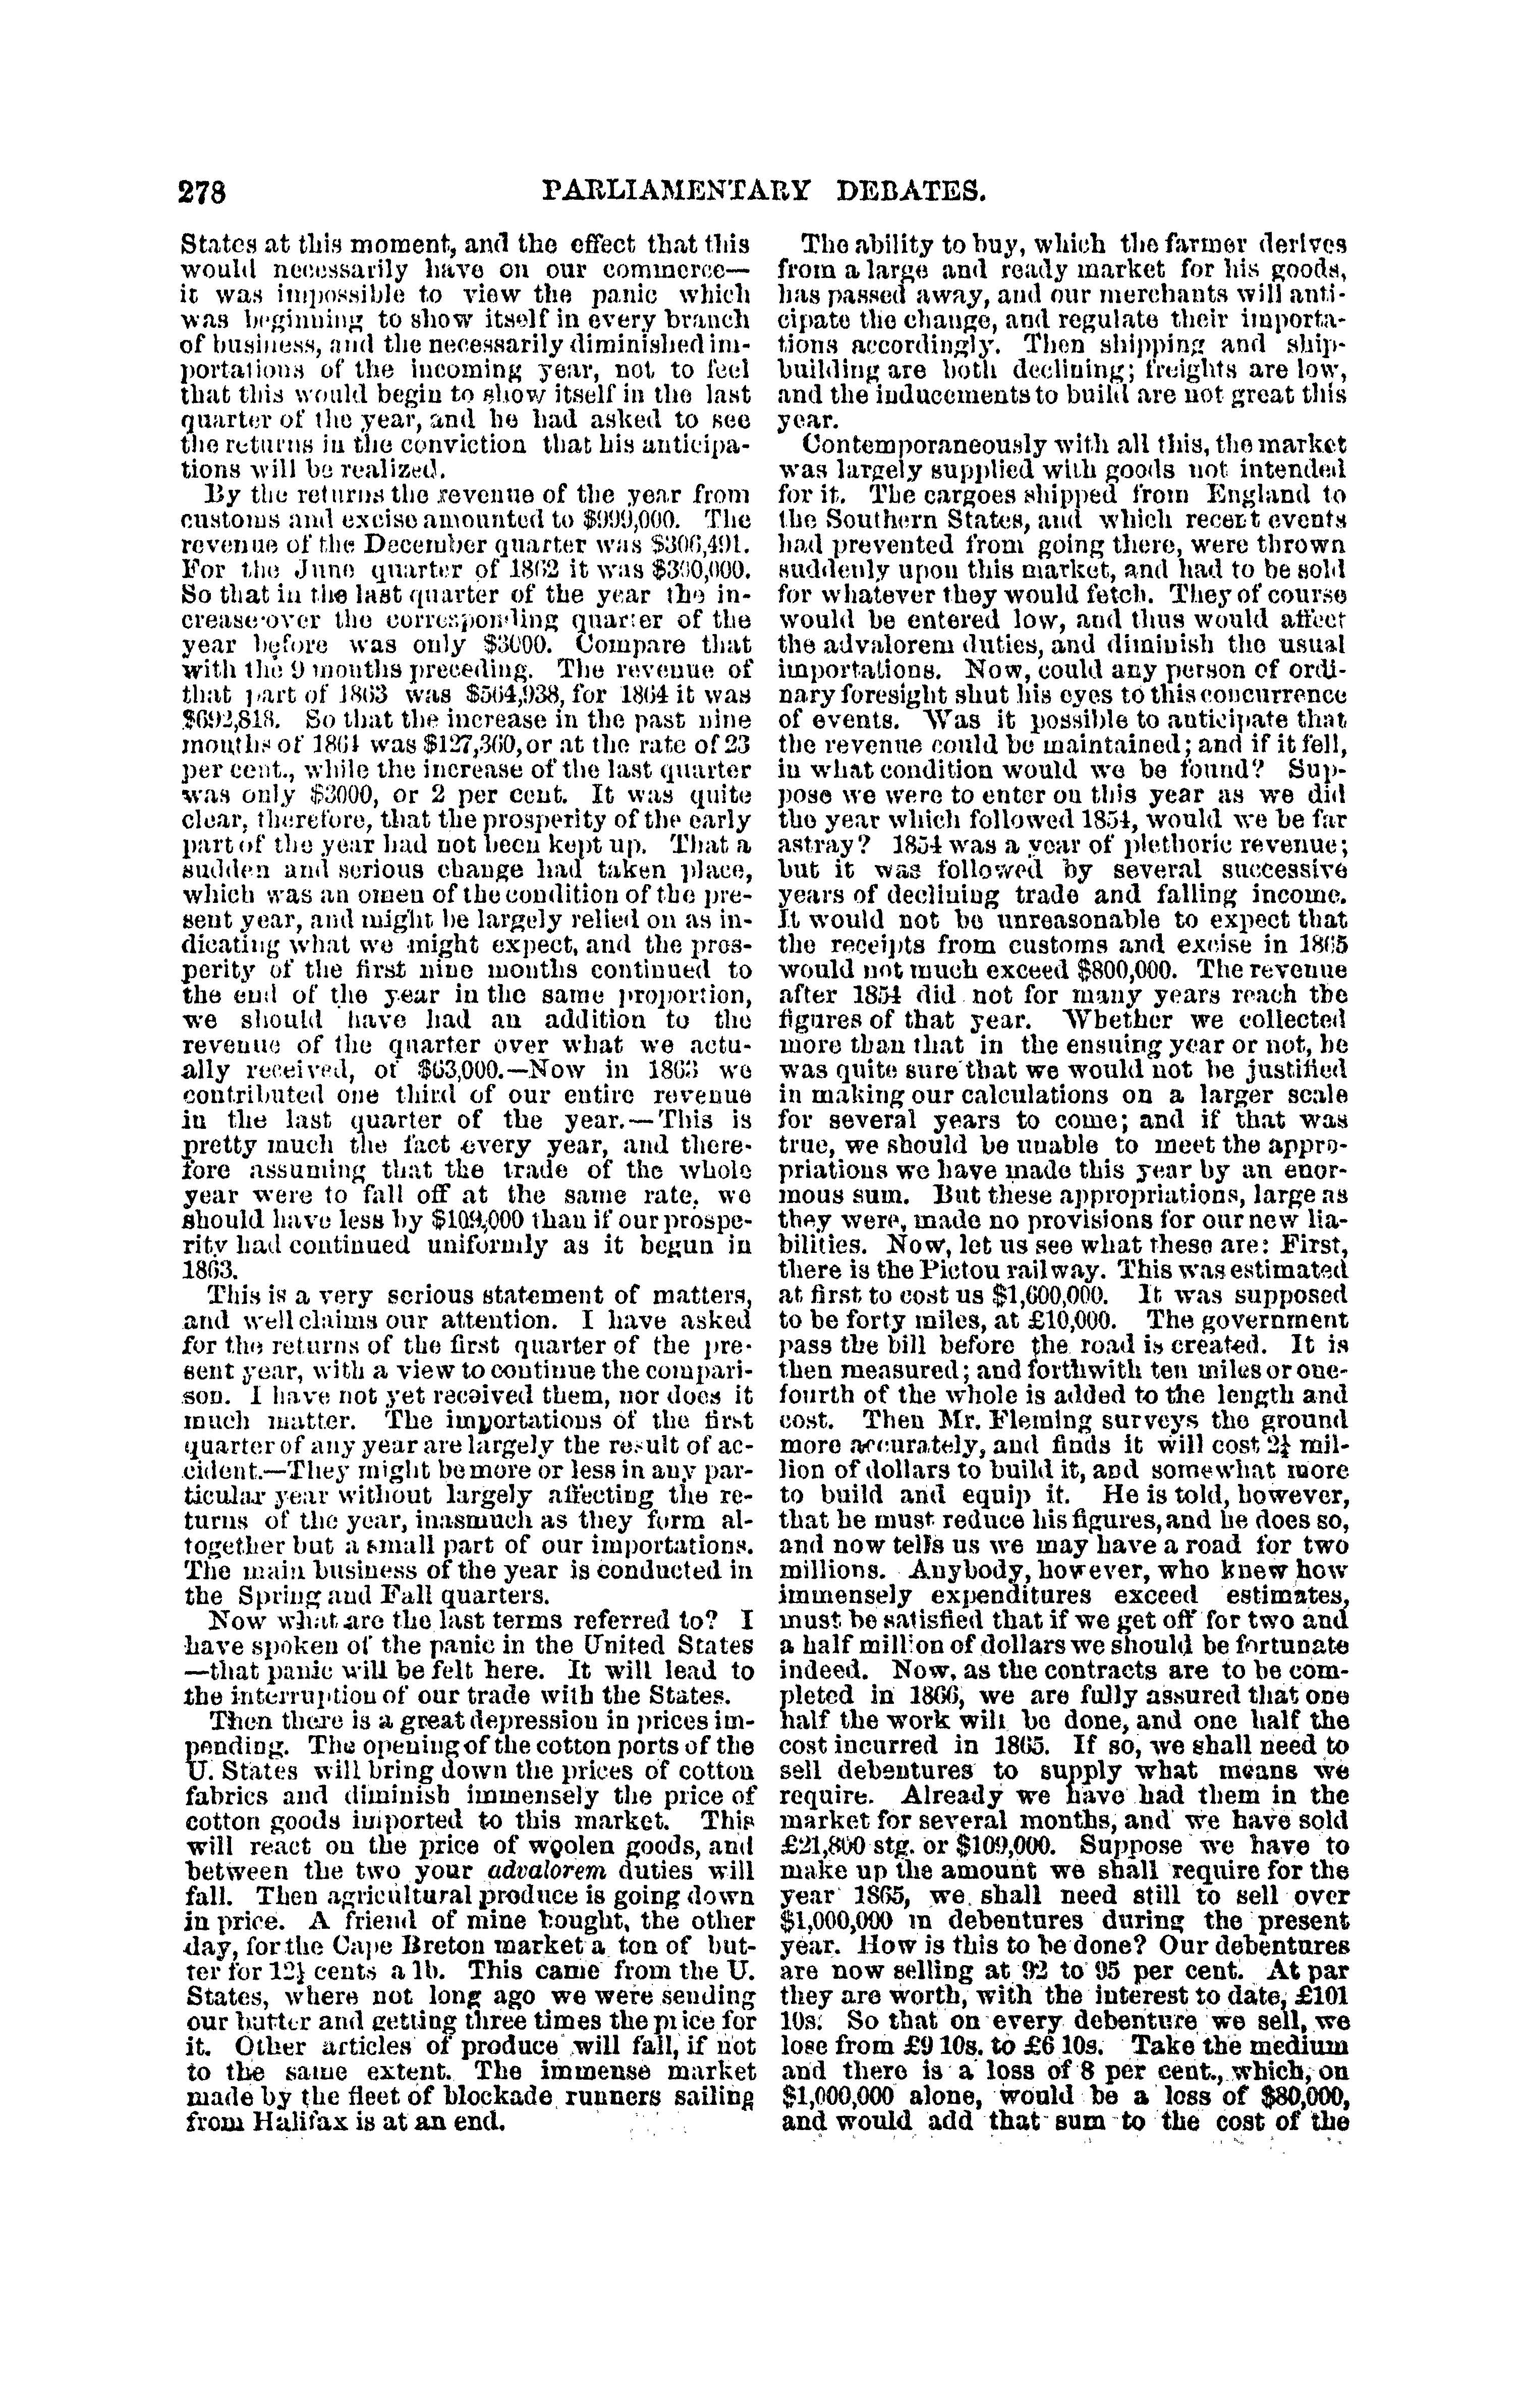 278
PARLIAMENTARY DEBATES.
States at this moment, and the effect that this
would necessarily have on our commerce—
it was impossible to view the panic which
was beginning to show itself in every branch
of business, and the necessarily diminished im-
portations of the incoming year, not to feel
that this would begin to show itself in the last
quarter of the year, and he had asked to see
the returns in the conviction that his anticipa-
tions will be realized.
By the returns the revenue of the year from
customs and excise amounted to $999,000. The
revenue of the December quarter was $306,491.
For the June quarter of 1862 it was $300,000.
So that in the last quarter of the year the in-
crease over the corresponding quarter of the
year before was only $3000. Compare that
with the 9 months preceding. The revenue of
that part of 1863 was $564,938, for 1864 it was
$692,818. So that the increase in the past nine
months of 1864 was $127,360, or at the rate of 23
per cent., while the increase of the last quarter
was only $3000, or 2 per cent. It was quite
clear, therefore, that the prosperity of the early
part of the year had not been kept up. That a
sudden and serious change had taken place,
which was an omen of the condition of the pre-
sent year, and might be largely relied on as in-
dicating what we might expect, and the pros-
perity of the first nine months continued to
the end of the year in the same proportion,
we should have had an addition to the
revenue of the quarter over what we actu-
ally received, of $63,000.—Now in 1863 we
contributed one third of our entire revenue
in the last quarter of the year.—This is
pretty much the fact every year, and there-
fore assuming that the trade of the whole
year were to fall off at the same rate, we
should have less by $109,000 than if our prospe-
rity had continued uniformly as it begun in
1863.
This is a very serious statement of matters,
and well claims our attention. I have asked
for the returns of the first quarter of the pre-
sent year, with a view to continue the compari-
son. I have not yet received them, nor does it
much matter. The importations of the first
quarter of any year are largely the result of ac-
cident.—They might be more or less in any par-
ticular year without largely affecting the re-
turns of the year, inasmuch as they form al-
together but a small part of our importations.
The main business of the year is conducted in
the Spring and Fall quarters.
Now what are the last terms referred to? I
have spoken of the panic in the United States
—that panic will be felt here. It will lead to
the interruption of our trade with the States.
Then there is a great depression in prices im-
pending. The opening of the cotton ports of the
U. States will bring down the prices of cotton
fabrics and diminish immensely the price of
cotton goods imported to this market. This
will react on the price of woolen goods, and
between the two your advalorem duties will
fall. Then agricultural produce is going down
in price. A friend of mine bought, the other
day, for the Cape Breton market a ton of but-
ter for 12½ cents a lb. This came from the U.
States, where not long ago we were sending
our butter and getting three times the price for
it. Other articles of produce will fall, if not
to the same extent. The immense market
made by the fleet of blockade runners sailing
from Halifax is at an end.
The ability to buy, which the farmer derives
from a large and ready market for his goods,
has passed away, and our merchants will anti-
cipate the change, and regulate their importa-
tions accordingly. Then shipping and ship-
building are both declining; freights are low,
and the inducements to build are not great this
year.
Contemporaneously with all this, the market
was largely supplied with goods not intended
for it. The cargoes shipped from England to
the Southern States, and which recent events
had prevented from going there, were thrown
suddenly upon this market, and had to be sold
for whatever they would fetch. They of course
would be entered low, and thus would affect
the advalorem duties, and diminish the usual
importations. Now, could any person of ordi-
nary foresight shut his eyes to this concurrence
of events. Was it possible to anticipate that
the revenue could be maintained; and if it fell,
in what condition would we be found? Sup-
pose we were to enter on this year as we did
the year which followed 1854, would we be far
astray? 1854 was a year of plethoric revenue;
but it was followed by several successive
years of declining trade and falling income.
It would not be unreasonable to expect that
the receipts from customs and excise in 1865
would not much exceed $800,000. The revenue
after 1854 did not for many years reach the
figures of that year. Whether we collected
more than that in the ensuing year or not, he
was quite sure that we would not be justified
in making our calculations on a larger scale
for several years to come; and if that was
true, we should be unable to meet the appro-
priations we have made this year by an enor-
mous sum. But these appropriations, large as
they were, made no provisions for our new lia-
bilities. Now, let us see what these are: First,
there is the Pictou railway. This was estimated
at first to cost us $1,600,000. It was supposed
to be forty miles, at £10,000. The government
pass the bill before the road is created. It is
then measured; and forthwith ten miles or one-
fourth of the whole is added to the length and
cost. Then Mr. Fleming surveys the ground
more accurately, and finds it will cost 2¼ mil-
lion of dollars to build it, and somewhat more
to build and equip it. He is told, however,
that he must reduce his figures, and he does so,
and now tells us we may have a road for two
millions. Anybody, however, who knew how
immensely expenditures exceed estimates,
must be satisfied that if we get off for two and
a half million of dollars we should be fortunate
indeed. Now, as the contracts are to be com-
pleted in 1866, we are fully assured that one
half the work will be done, and one half the
cost incurred in 1865. If so, we shall need to
sell debentures to supply what means we
require. Already we have had them in the
market for several months, and we have sold
£21,800 stg. or $109,000. Suppose we have to
make up the amount we shall require for the
year 1865, we shall need still to sell over
$1,000,000 in debentures during the present
year. How is this to be done? Our debentures
are now selling at 92 to 95 per cent. At par
they are worth, with the interest to date, £101
10s. So that on every debenture we sell, we
lose from £9 10s. to £6 10s. Take the medium
and there is a loss of 8 per cent., which, on
$1,000,000 alone, would be a loss of $80,000,
and would add that sum to the cost of the